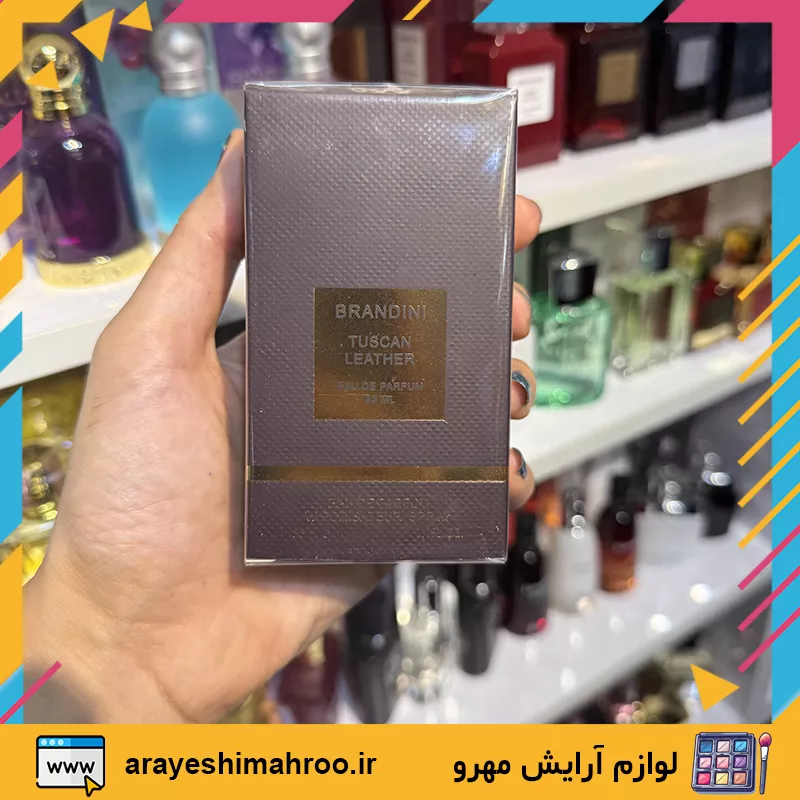 BRANDINI
TUSCAN
LEATHER
EAU DE PARFUM
www
arayeshimahroo.ir
لوازم آرایش مهرو